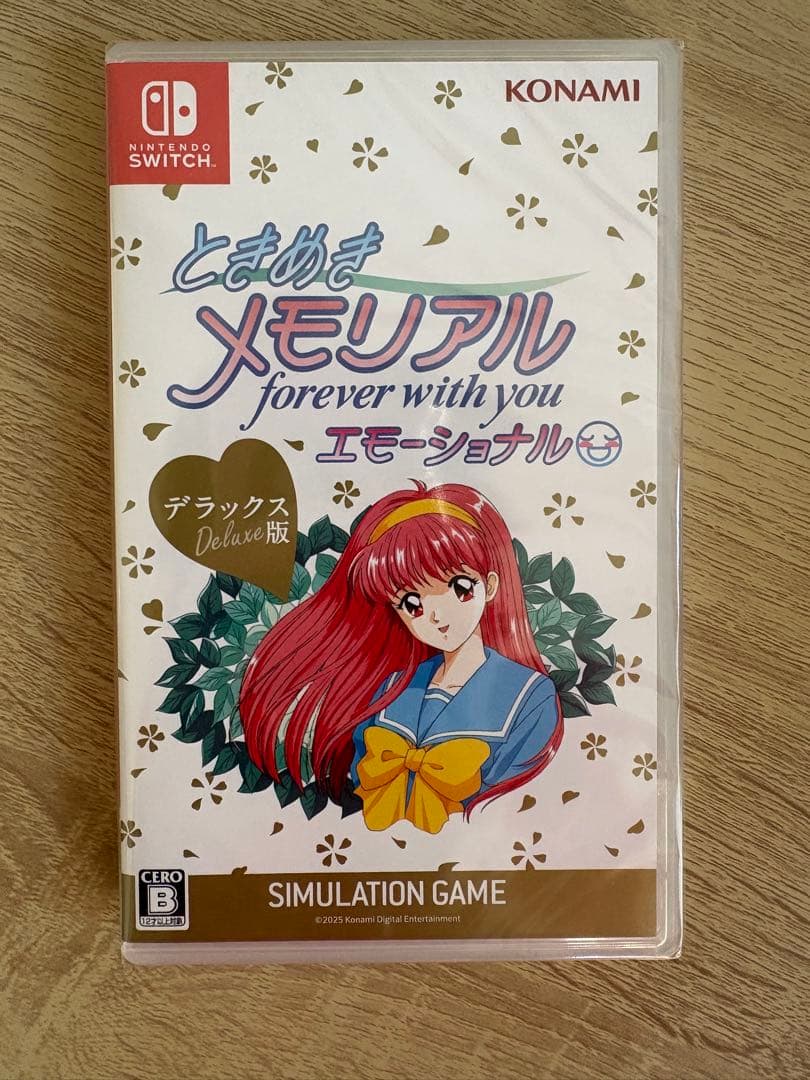 NINTENDO
SWITCH™
KONAMI
ときめき
メモリアル
forever with you
エモーショナル
デラックス
Deluxe版
CERO
B
12才以上対象
SIMULATION GAME
©2025 Konami Digital Entertainment